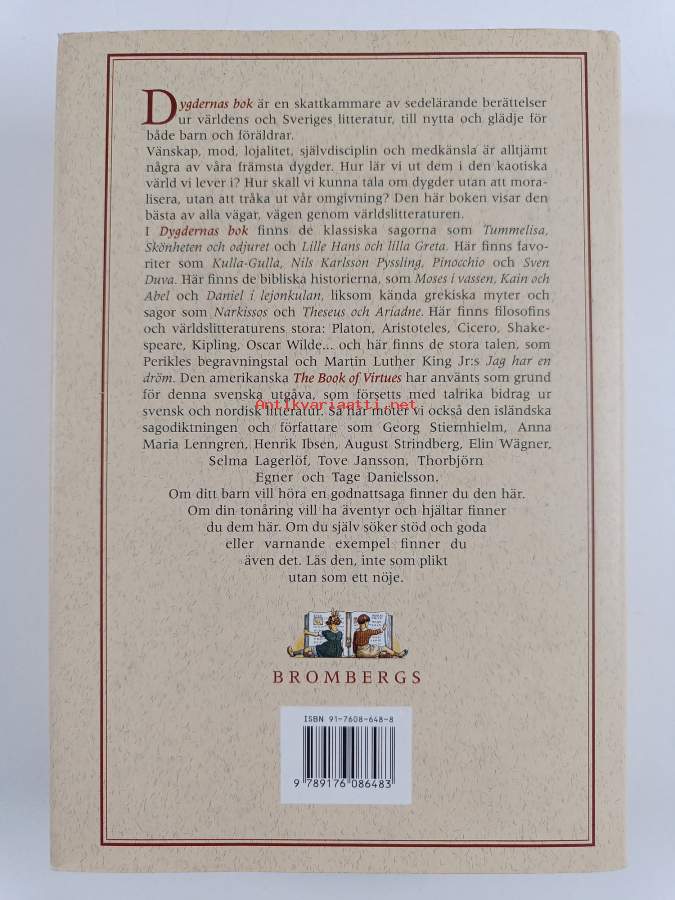 Dygdernas bok är en skattkammare av sedelärande berättelser
ur världens och Sveriges litteratur, till nytta och glädje för
både barn och föräldrar.
Vänskap, mod, lojalitet, självdisciplin och medkänsla är alltjämt
några av våra främsta dygder. Hur lär vi ut dem i den kaotiska
värld vi lever i? Hur skall vi kunna tala om dygder utan att mora-
lisera, utan att tråka ut vår omgivning? Den här boken visar den
bästa av alla vägar, vägen genom världslitteraturen.
I Dygdernas bok finns de klassiska sagorna som Tummelisa,
Skönheten och odjuret och Lille Hans och lilla Greta. Här finns favo-
riter som Kulla-Gulla, Nils Karlsson Pyssling, Pinocchio och Sven
Duva. Här finns de bibliska historierna, som Moses i vassen, Kain och
Abel och Daniel i lejonkulan, liksom kända grekiska myter och
sagor som Narkissos och Theseus och Ariadne. Här finns filosofins
och världslitteraturens stora: Platon, Aristoteles, Cicero, Shake-
speare, Kipling, Oscar Wilde... och här finns de stora talen, som
Perikles begravningstal och Martin Luther King Jr:s Jag har en
dröm. Den amerikanska The Book of Virtues har använts som grund
för denna svenska utgåva, som försetts med talrika bidrag ur
Antikvariaatti.net
svensk och nordisk litteratur. Så här möter vi också den isländska
sagodiktningen och författare som Georg Stiernhielm, Anna
Maria Lenngren, Henrik Ibsen, August Strindberg, Elin Wägner,
Selma Lagerlöf, Tove Jansson, Thorbjörn
Egner och Tage Danielsson.
Om ditt barn vill höra en godnattsaga finner du den här.
Om din tonåring vill ha äventyr och hjältar finner
du dem här. Om du själv söker stöd och goda
eller varnande exempel finner du
även det. Läs den, inte som plikt
utan som ett nöje.
BROMBERGS
ISBN 91-7608-648-8
9 789176 086483